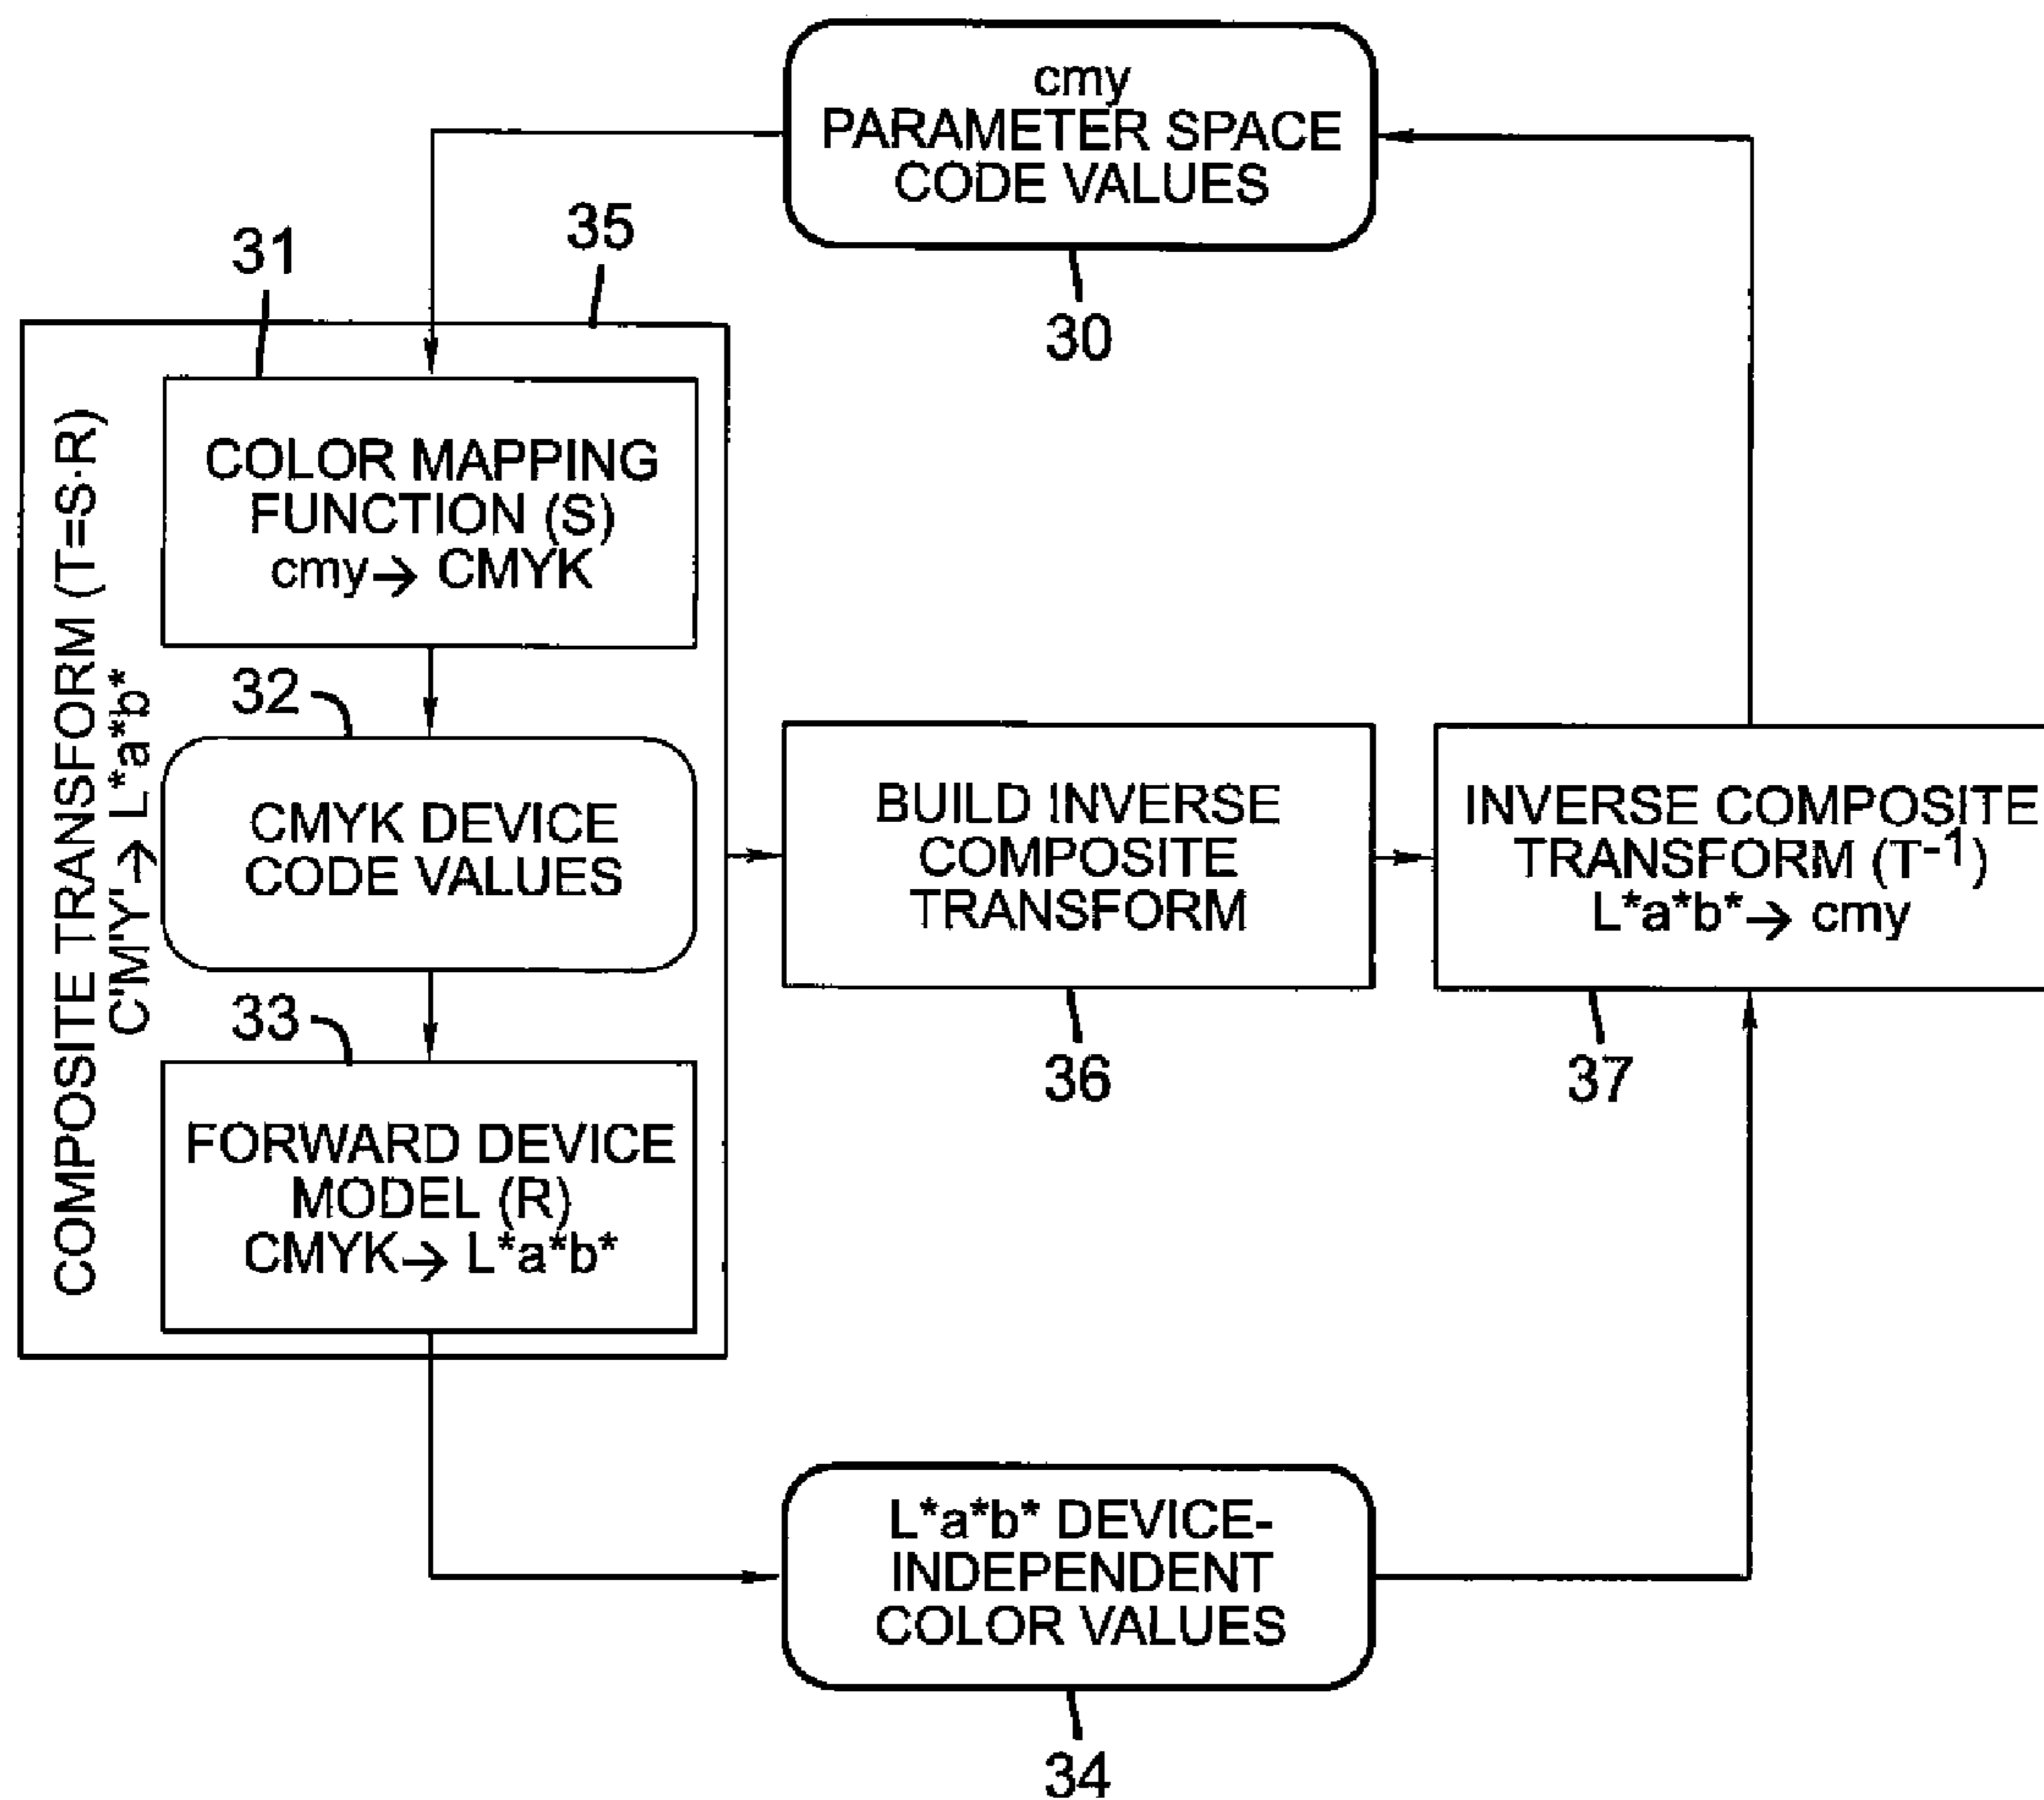 cmy
PARAMETER SPACE
CODE VALUES
30
31
35
COMPOSITE TRANSFORM (T=S·R)
C'M'Y'→ L*a*b*
COLOR MAPPING
FUNCTION (S)
cmy→ CMYK
32
CMYK DEVICE
CODE VALUES
33
FORWARD DEVICE
MODEL (R)
CMYK→ L*a*b*
BUILD INVERSE
COMPOSITE
TRANSFORM
36
INVERSE COMPOSITE
TRANSFORM (T⁻¹)
L*a*b*→ cmy
37
L*a*b* DEVICE-
INDEPENDENT
COLOR VALUES
34